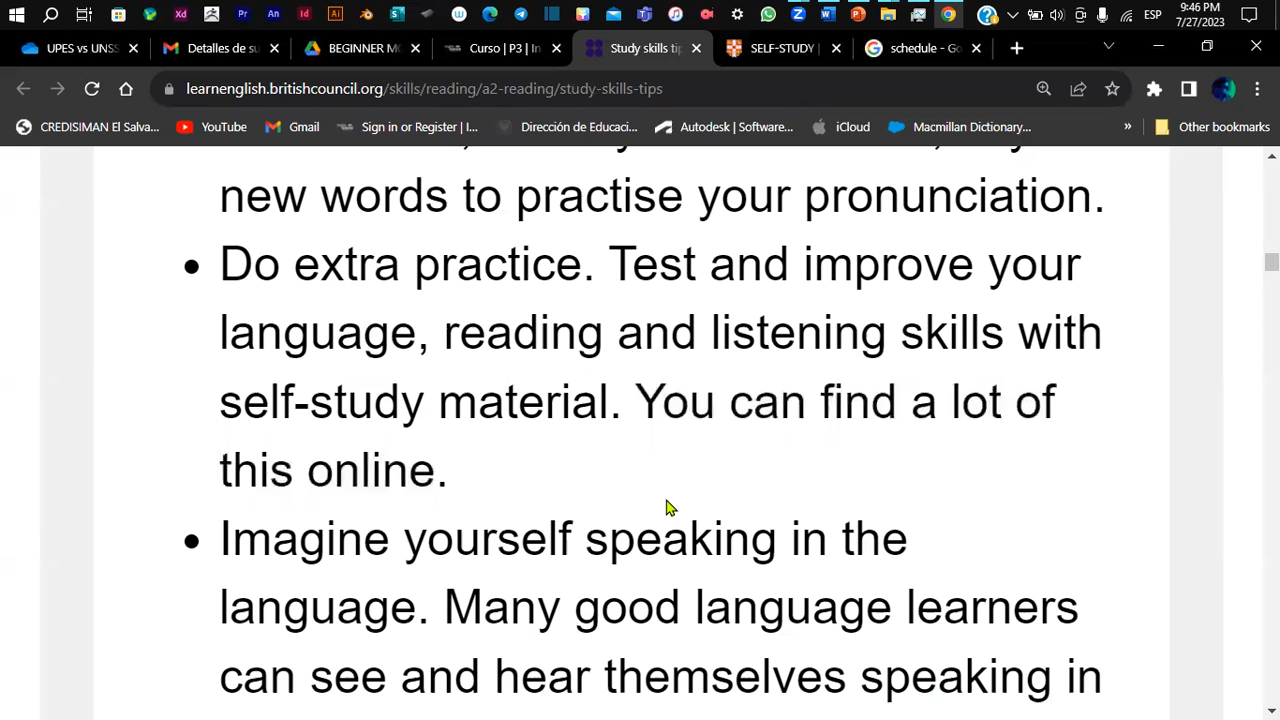 ESP
9:46 PM
7/27/2023
UPES vs UNSS
Detalles de su
BEGINNER MO
Curso | P3 | In
Study skills tip
SELF-STUDY
schedule - Go
learnenglish.britishcouncil.org/skills/reading/a2-reading/study-skills-tips
CREDISIMAN El Salva...
YouTube
Gmail
Sign in or Register | I...
Dirección de Educaci...
Autodesk | Software...
iCloud
Macmillan Dictionary...
Other bookmarks
new words to practise your pronunciation.
Do extra practice. Test and improve your
language, reading and listening skills with
self-study material. You can find a lot of
this online.
Imagine yourself speaking in the
language. Many good language learners
can see and hear themselves speaking in